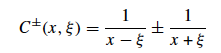 C±(x, ξ) = 1/(x − ξ) ± 1/(x + ξ)